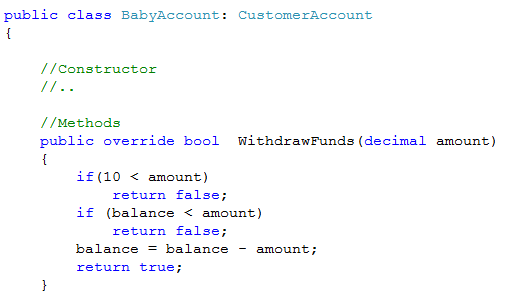 public class BabyAccount: CustomerAccount
{
//Constructor
//..
//Methods
public override bool  WithdrawFunds(decimal amount)
{
if(10 < amount)
return false;
if (balance < amount)
return false;
balance = balance - amount;
return true;
}